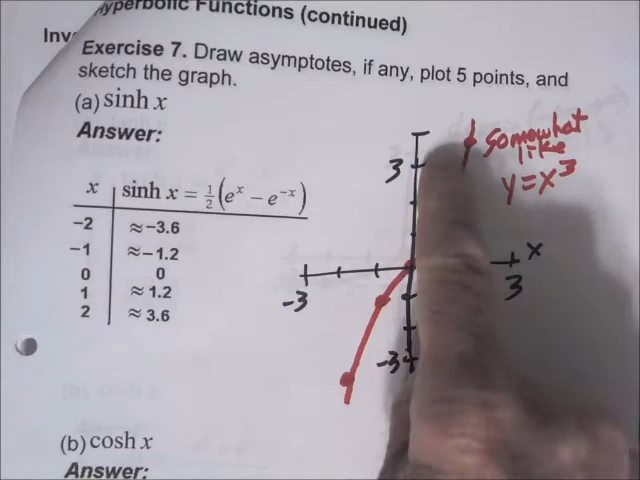 yperbolic Functions (continued)
Inv
Exercise 7. Draw asymptotes, if any, plot 5 points, and
sketch the graph.
(a) sinh x
Answer:
x sinh x = ½(eˣ − e⁻ˣ)
−2 ≈−3.6
−1 ≈−1.2
0 0
1 ≈ 1.2
2 ≈ 3.6
3
-3
3
x
-3
somewhat
like
y=x³
(b) cosh x
Answer: